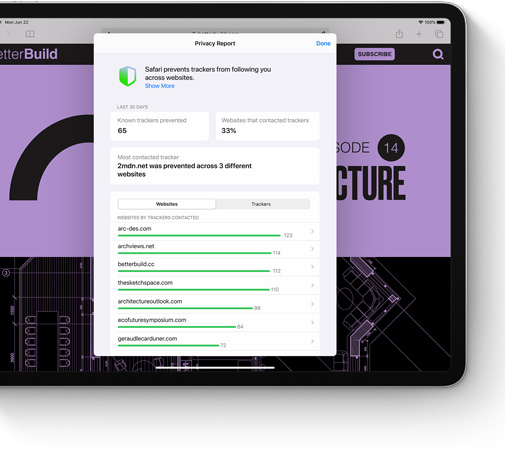 Mon Jun 22
100%
etterBuild
SUBSCRIBE
Privacy Report
Done
Safari prevents trackers from following you
across websites.
Show More
LAST 30 DAYS
Known trackers prevented
65
Websites that contacted trackers
33%
Most contacted tracker
2mdn.net was prevented across 3 different
websites
Websites
Trackers
WEBSITES BY TRACKERS CONTACTED
arc-des.com
123
archviews.net
114
betterbuild.cc
112
thesketchspace.com
110
architectureoutlook.com
98
ecofuturesymposium.com
84
geraudlecarduner.com
72
SODE 14
CTURE
3